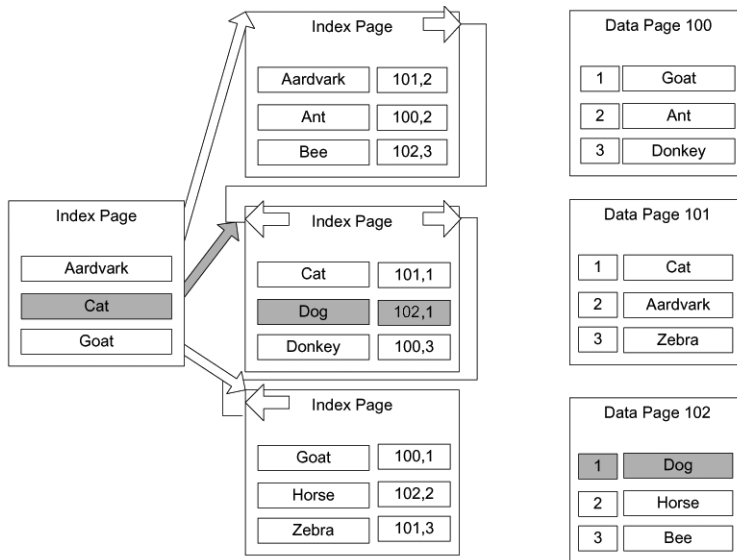 Index Page
Aardvark
Cat
Goat
Index Page
Aardvark 101,2
Ant 100,2
Bee 102,3
Index Page
Cat 101,1
Dog 102,1
Donkey 100,3
Index Page
Goat 100,1
Horse 102,2
Zebra 101,3
Data Page 100
1 Goat
2 Ant
3 Donkey
Data Page 101
1 Cat
2 Aardvark
3 Zebra
Data Page 102
1 Dog
2 Horse
3 Bee